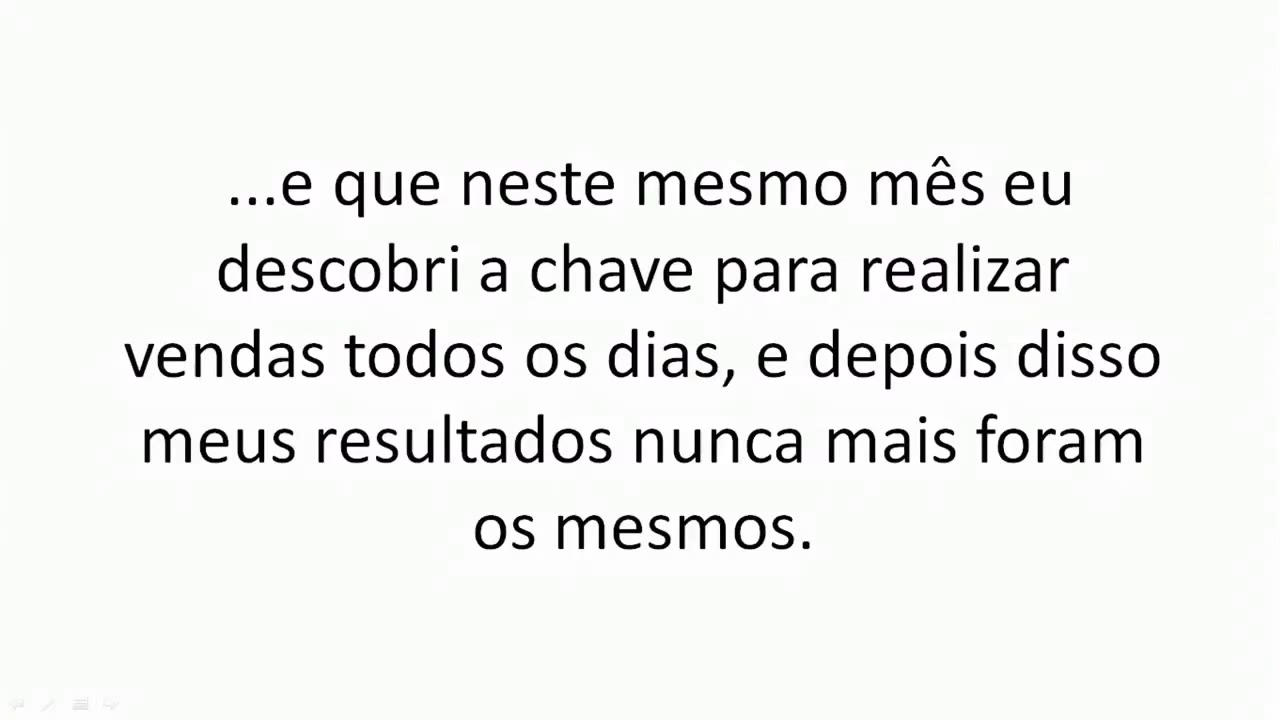 ...e que neste mesmo mês eu
descobri a chave para realizar
vendas todos os dias, e depois disso
meus resultados nunca mais foram
os mesmos.